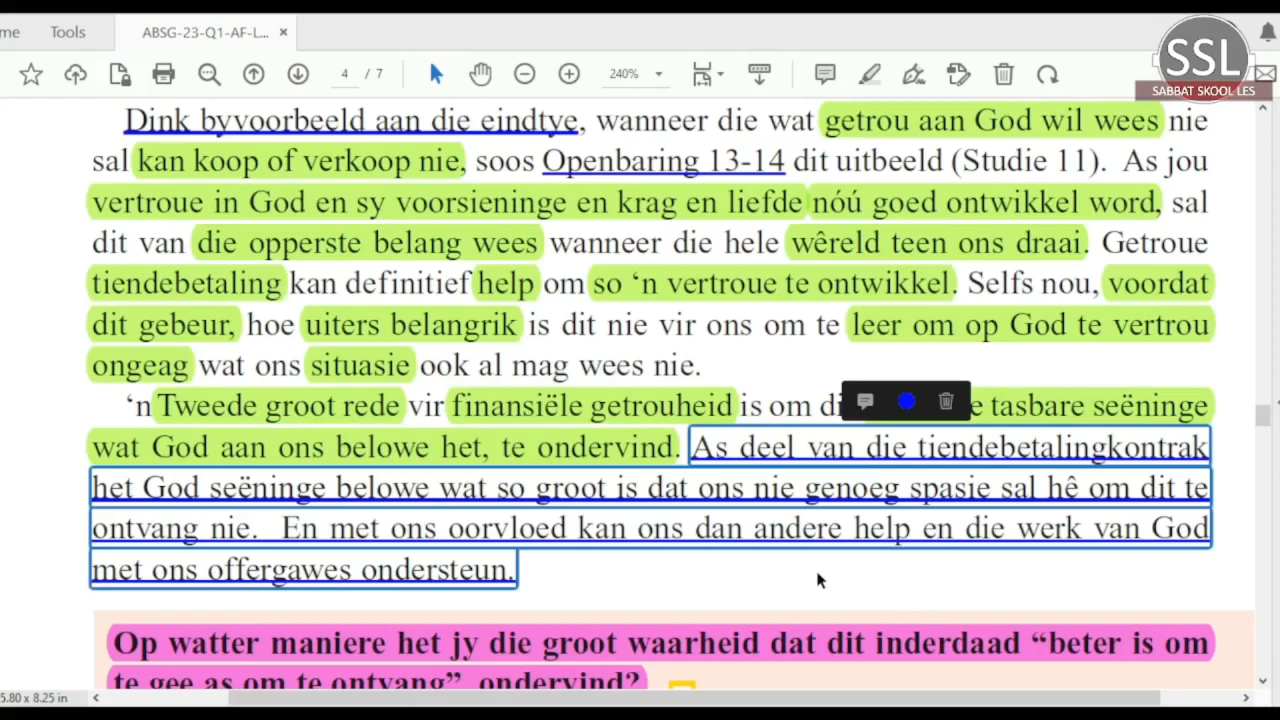 me Tools ABSG-23-Q1-AF-L... ×
SSL
SABBAT SKOOL LES
4 / 7 240%
Dink byvoorbeeld aan die eindtye, wanneer die wat getrou aan God wil wees nie
sal kan koop of verkoop nie, soos Openbaring 13-14 dit uitbeeld (Studie 11). As jou
vertroue in God en sy voorsieninge en krag en liefde nóú goed ontwikkel word, sal
dit van die opperste belang wees wanneer die hele wêreld teen ons draai. Getroue
tiendebetaling kan definitief help om so ‘n vertroue te ontwikkel. Selfs nou, voordat
dit gebeur, hoe uiters belangrik is dit nie vir ons om te leer om op God te vertrou
ongeag wat ons situasie ook al mag wees nie.
‘n Tweede groot rede vir finansiële getrouheid is om di e tasbare seëninge
wat God aan ons belowe het, te ondervind. As deel van die tiendebetalingkontrak
het God seëninge belowe wat so groot is dat ons nie genoeg spasie sal hê om dit te
ontvang nie. En met ons oorvloed kan ons dan andere help en die werk van God
met ons offergawes ondersteun.
Op watter maniere het jy die groot waarheid dat dit inderdaad “beter is om
te gee as om te ontvang”, ondervind?
5.80 x 8.25 in